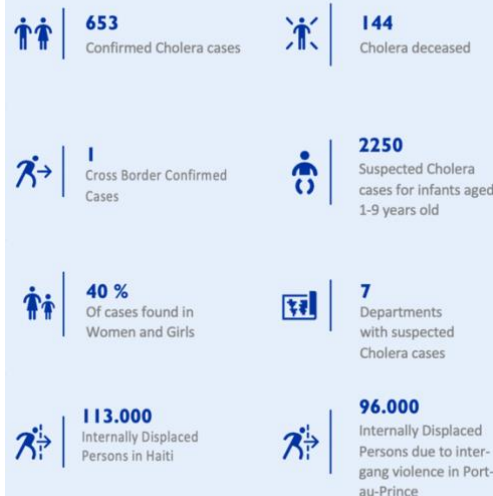 653
Confirmed Cholera cases
144
Cholera deceased
1
Cross Border Confirmed
Cases
2250
Suspected Cholera
cases for infants aged
1-9 years old
40 %
Of cases found in
Women and Girls
7
Departments
with suspected
Cholera cases
113.000
Internally Displaced
Persons in Haiti
96.000
Internally Displaced
Persons due to inter-
gang violence in Port-
au-Prince